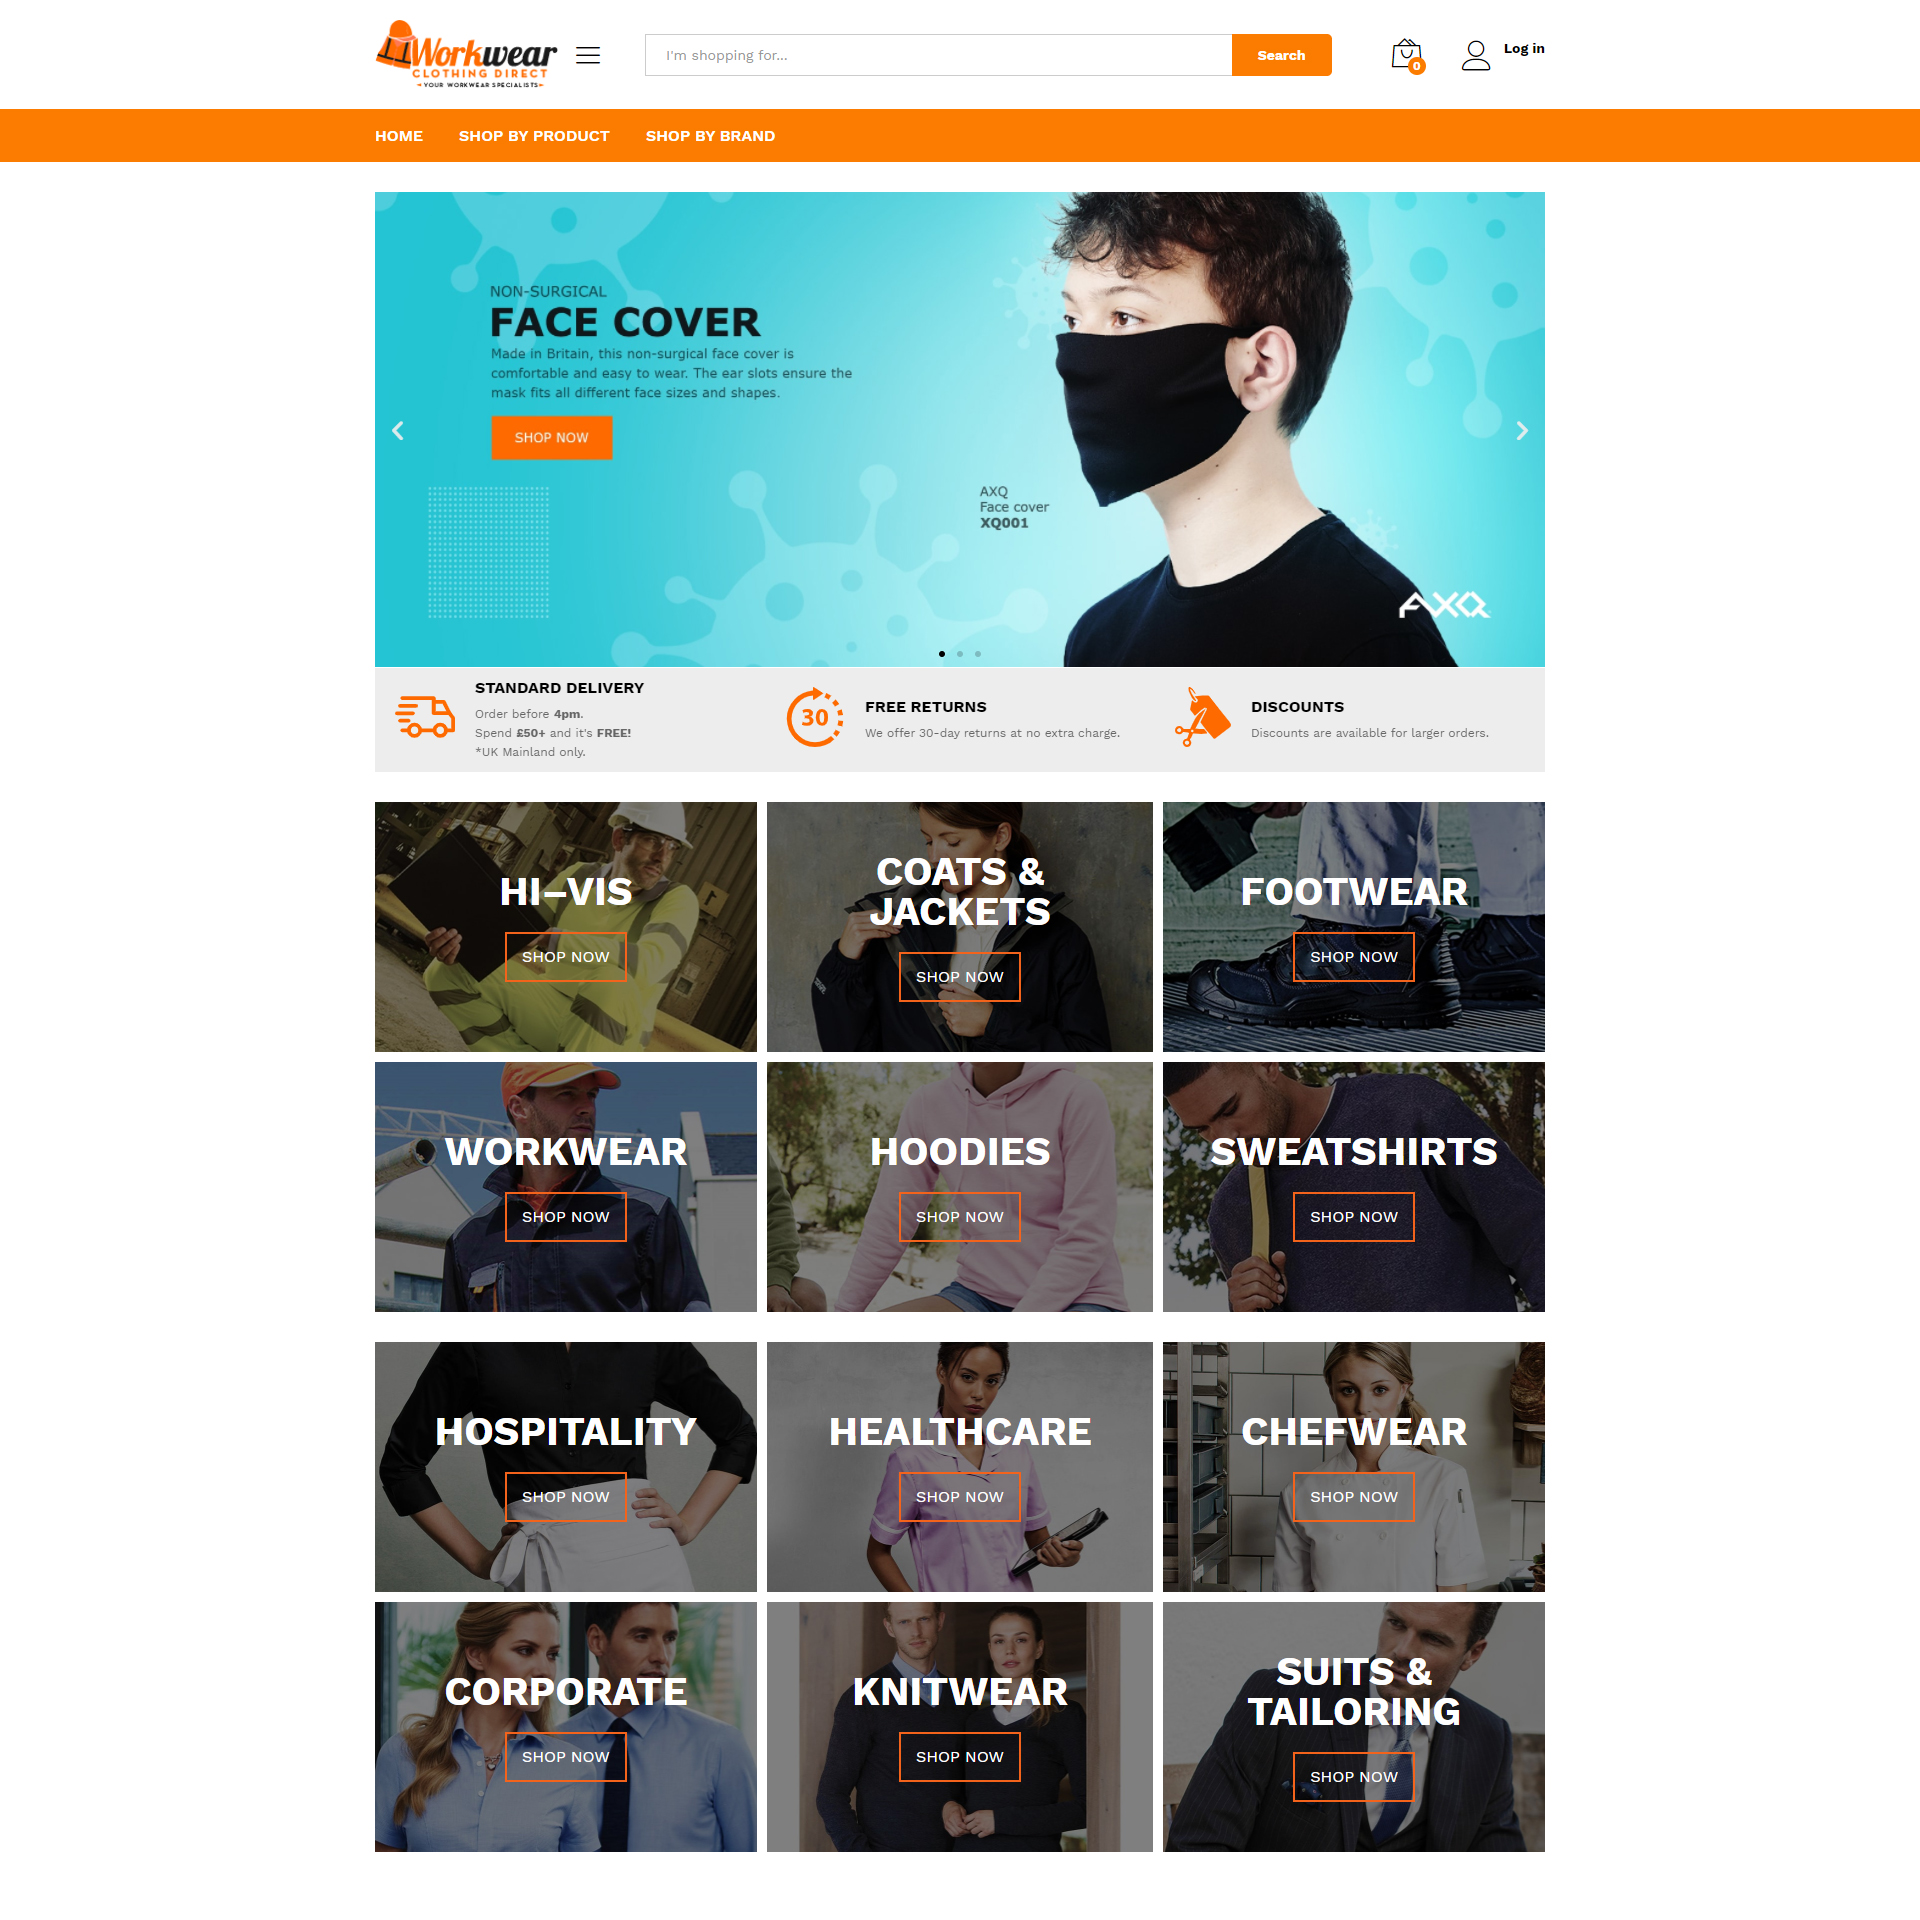 Workwear
CLOTHING DIRECT
YOUR WORKWEAR SPECIALISTS
I'm shopping for...
Search
0
Log in
HOME
SHOP BY PRODUCT
SHOP BY BRAND
NON-SURGICAL
FACE COVER
Made in Britain, this non-surgical face cover is
comfortable and easy to wear. The ear slots ensure the
mask fits all different face sizes and shapes.
SHOP NOW
AXQ
Face cover
XQ001
AXQ
STANDARD DELIVERY
Order before 4pm.
Spend £50+ and it's FREE!
*UK Mainland only.
30
FREE RETURNS
We offer 30-day returns at no extra charge.
DISCOUNTS
Discounts are available for larger orders.
HI–VIS
SHOP NOW
COATS &
JACKETS
SHOP NOW
FOOTWEAR
SHOP NOW
WORKWEAR
SHOP NOW
HOODIES
SHOP NOW
SWEATSHIRTS
SHOP NOW
HOSPITALITY
SHOP NOW
HEALTHCARE
SHOP NOW
CHEFWEAR
SHOP NOW
CORPORATE
SHOP NOW
KNITWEAR
SHOP NOW
SUITS &
TAILORING
SHOP NOW